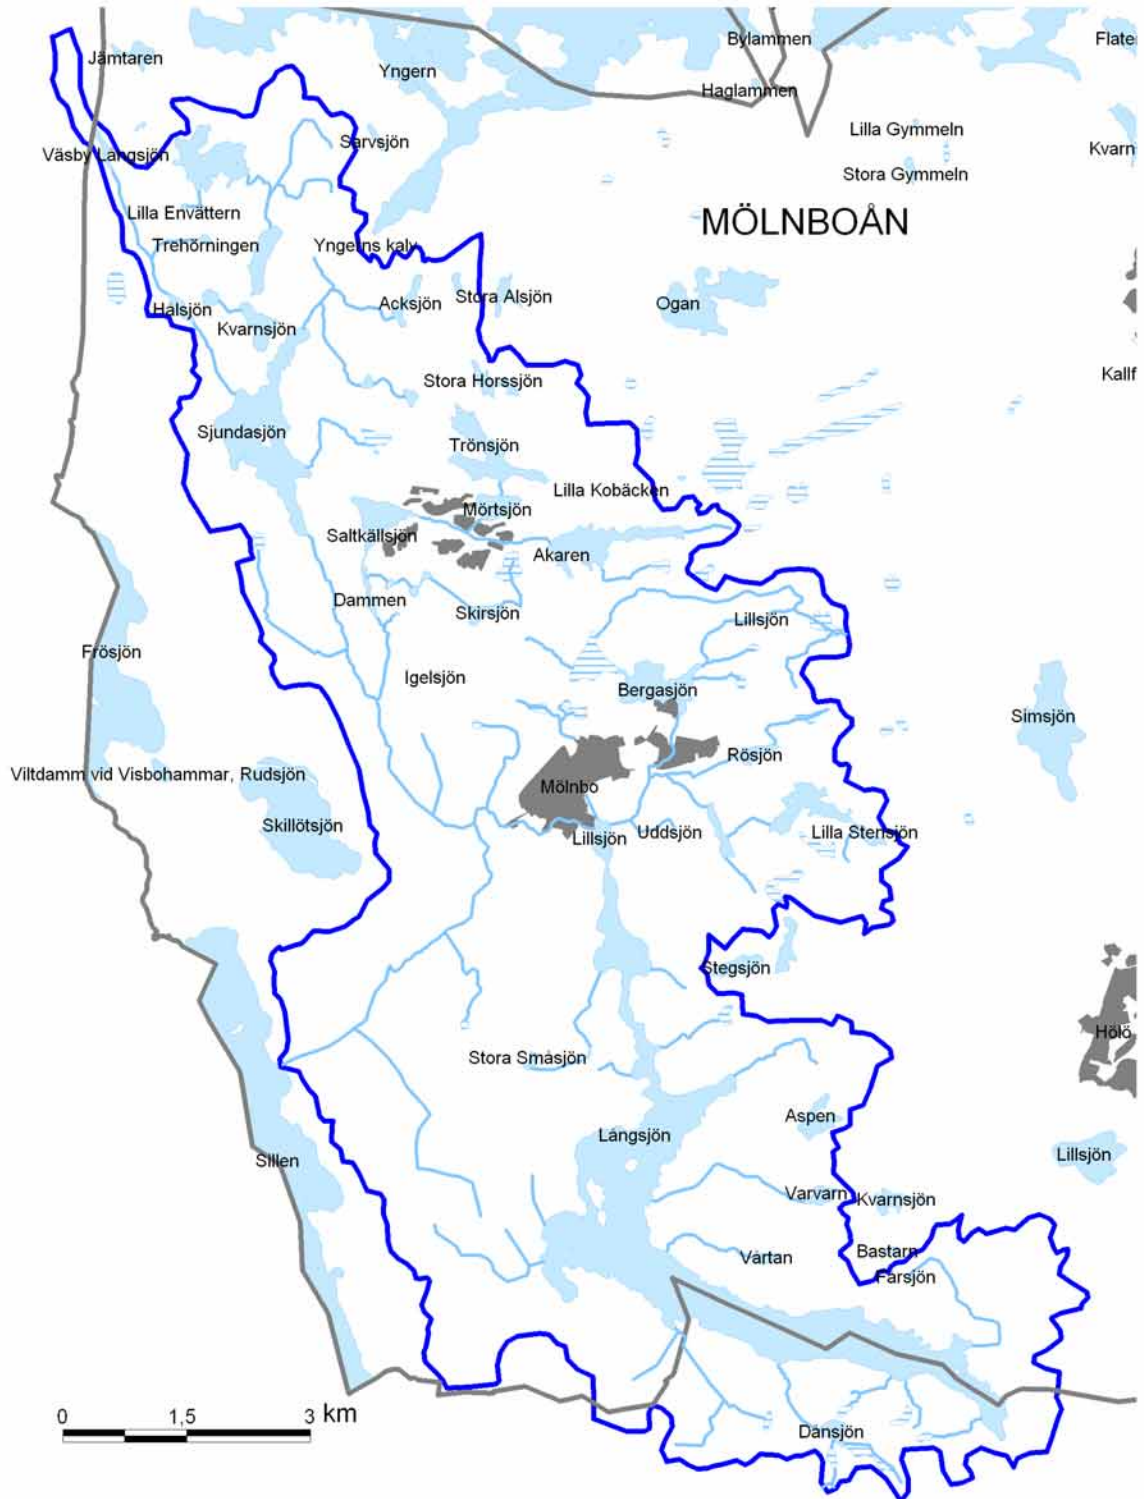 Bylammen
Flate
Jämtaren
Yngern
Haglammen
Lilla Gymmeln
Sarvsjön
Kvarn
Väsby Långsjön
Stora Gymmeln
Lilla Envättern
MÖLNBOÅN
Trehörningen
Yngerns kalv
Stora Alsjön
Acksjön
Ogan
Halsjön
Kvarnsjön
Kallf
Stora Horssjön
Sjundasjön
Trönsjön
Lilla Kobäcken
Mörtsjön
Saltkällsjön
Akaren
Dammen
Skirsjön
Lillsjön
Frösjön
Igelsjön
Bergasjön
Simsjön
Rösjön
Viltdamm vid Visbohammar, Rudsjön
Mölnbo
Skillötsjön
Lillsjön
Uddsjön
Lilla Stensjön
Stegsjön
Hölö
Stora Småsjön
Aspen
Långsjön
Lillsjön
Sillen
Varvarn
Kvarnsjön
Bastarn
Vårtan
Farsjön
0 1,5 3 km
Dånsjön